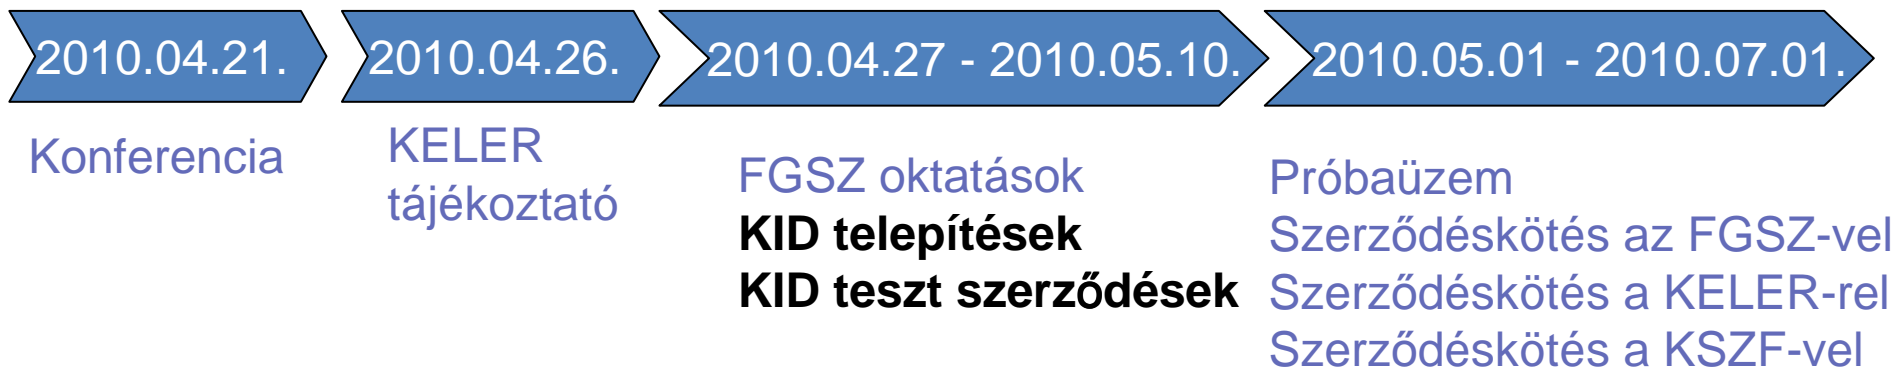 2010.04.21.
2010.04.26.
2010.04.27 - 2010.05.10.
2010.05.01 - 2010.07.01.
Konferencia
KELER
tájékoztató
FGSZ oktatások
KID telepítések
KID teszt szerződések
Próbaüzem
Szerződéskötés az FGSZ-vel
Szerződéskötés a KELER-rel
Szerződéskötés a KSZF-vel